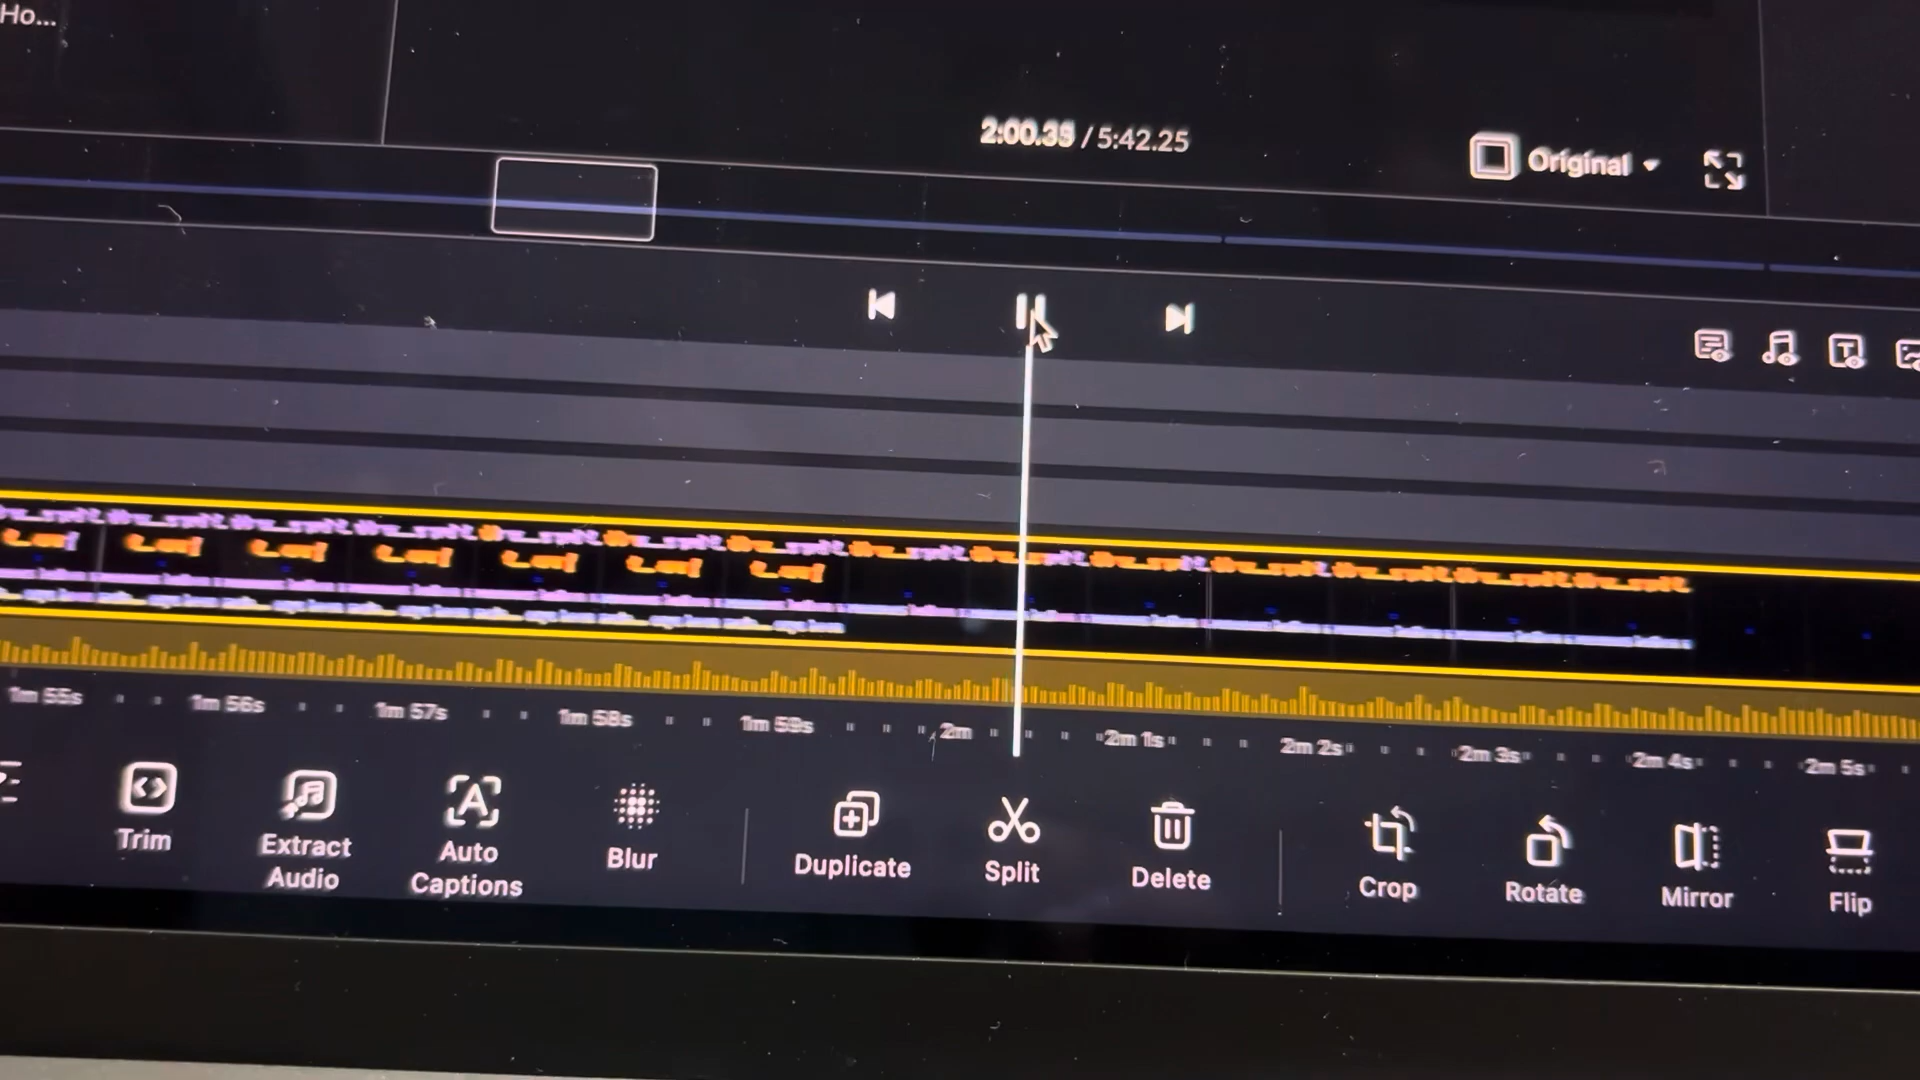 Ho...
2:00.39 / 5:42.25
Original
1m 55s 1m 56s 1m 57s 1m 58s 1m 59s 2m 2m 1s 2m 2s 2m 3s 2m 4s 2m 5s
Trim
Extract Audio
Auto Captions
Blur
Duplicate
Split
Delete
Crop
Rotate
Mirror
Flip